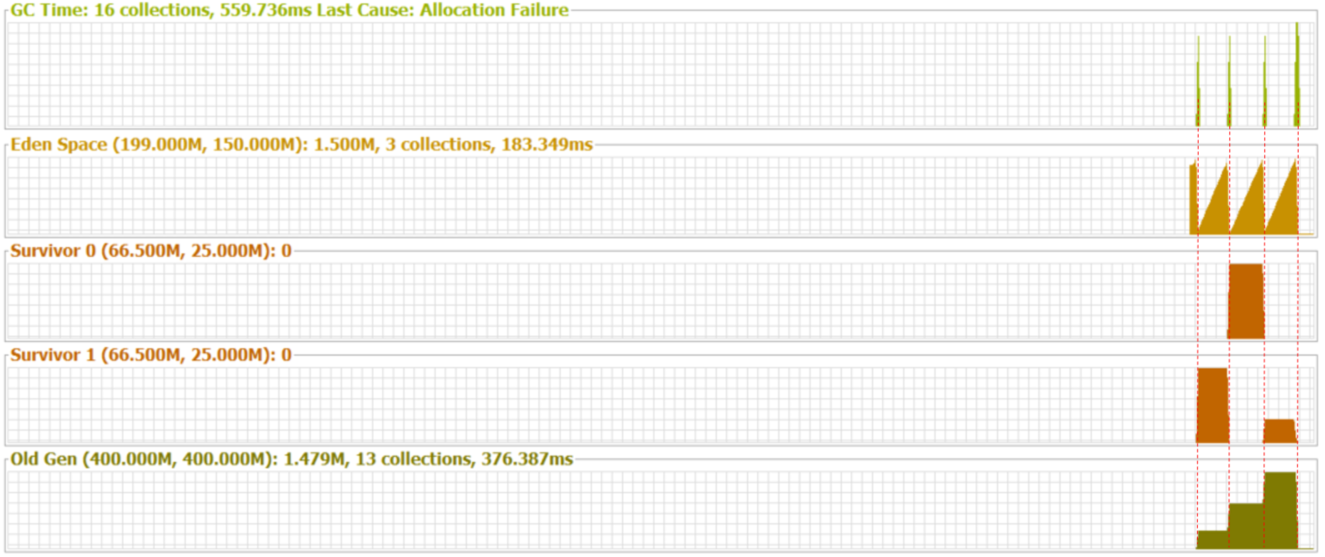 GC Time: 16 collections, 559.736ms Last Cause: Allocation Failure
Eden Space (199.000M, 150.000M): 1.500M, 3 collections, 183.349ms
Survivor 0 (66.500M, 25.000M): 0
Survivor 1 (66.500M, 25.000M): 0
Old Gen (400.000M, 400.000M): 1.479M, 13 collections, 376.387ms